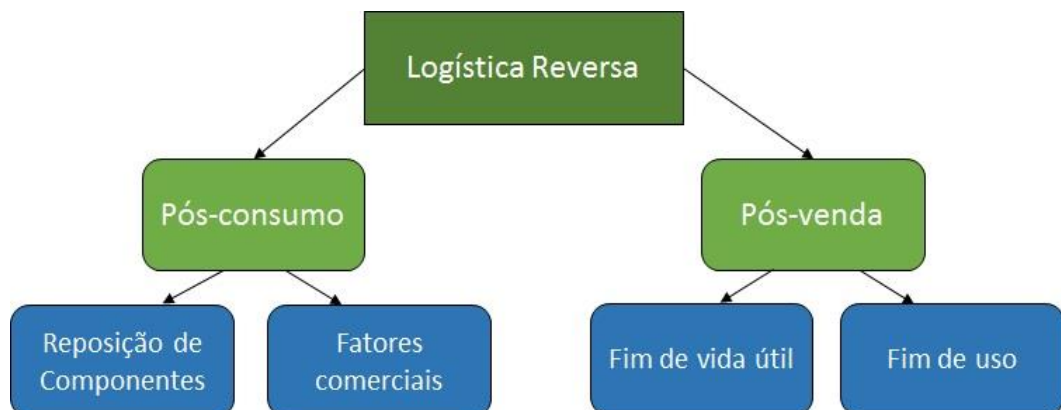 Logística Reversa
Pós-consumo
Pós-venda
Reposição de
Componentes
Fatores
comerciais
Fim de vida útil
Fim de uso